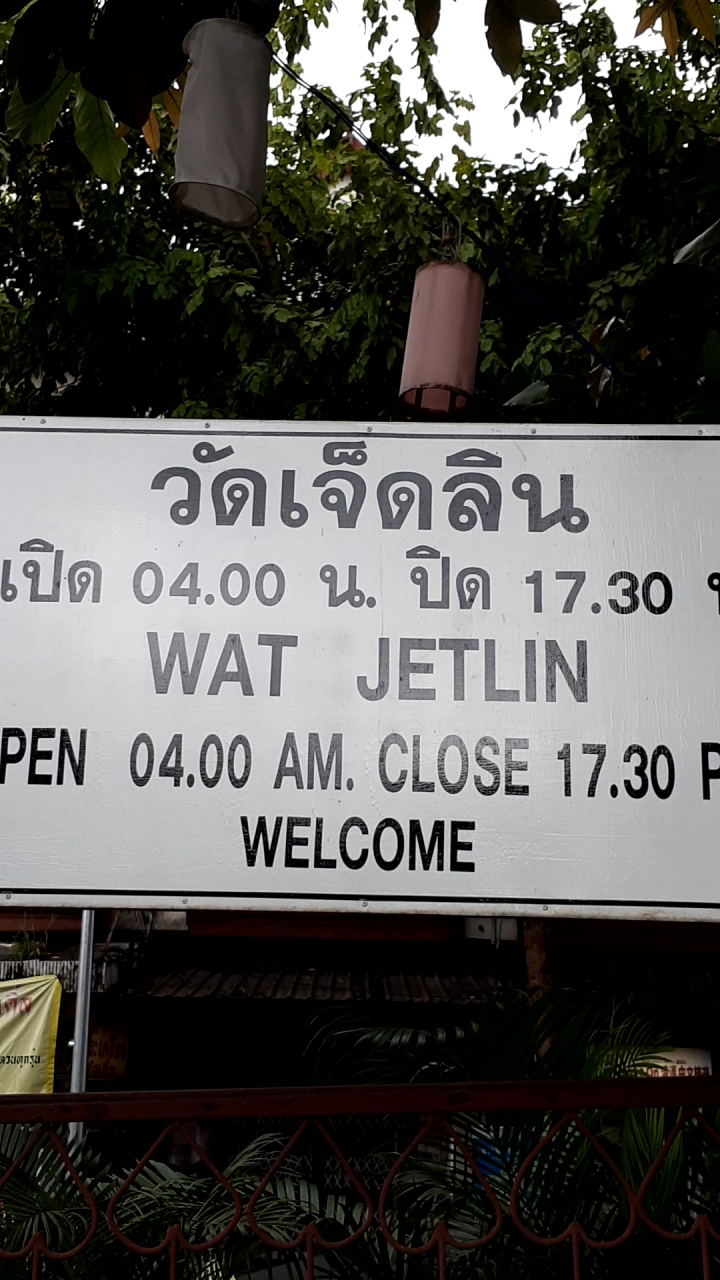 วัดเจ็ดลิน
เปิด 04.00 น. ปิด 17.30
WAT JETLIN
PEN 04.00 AM. CLOSE 17.30 P
WELCOME